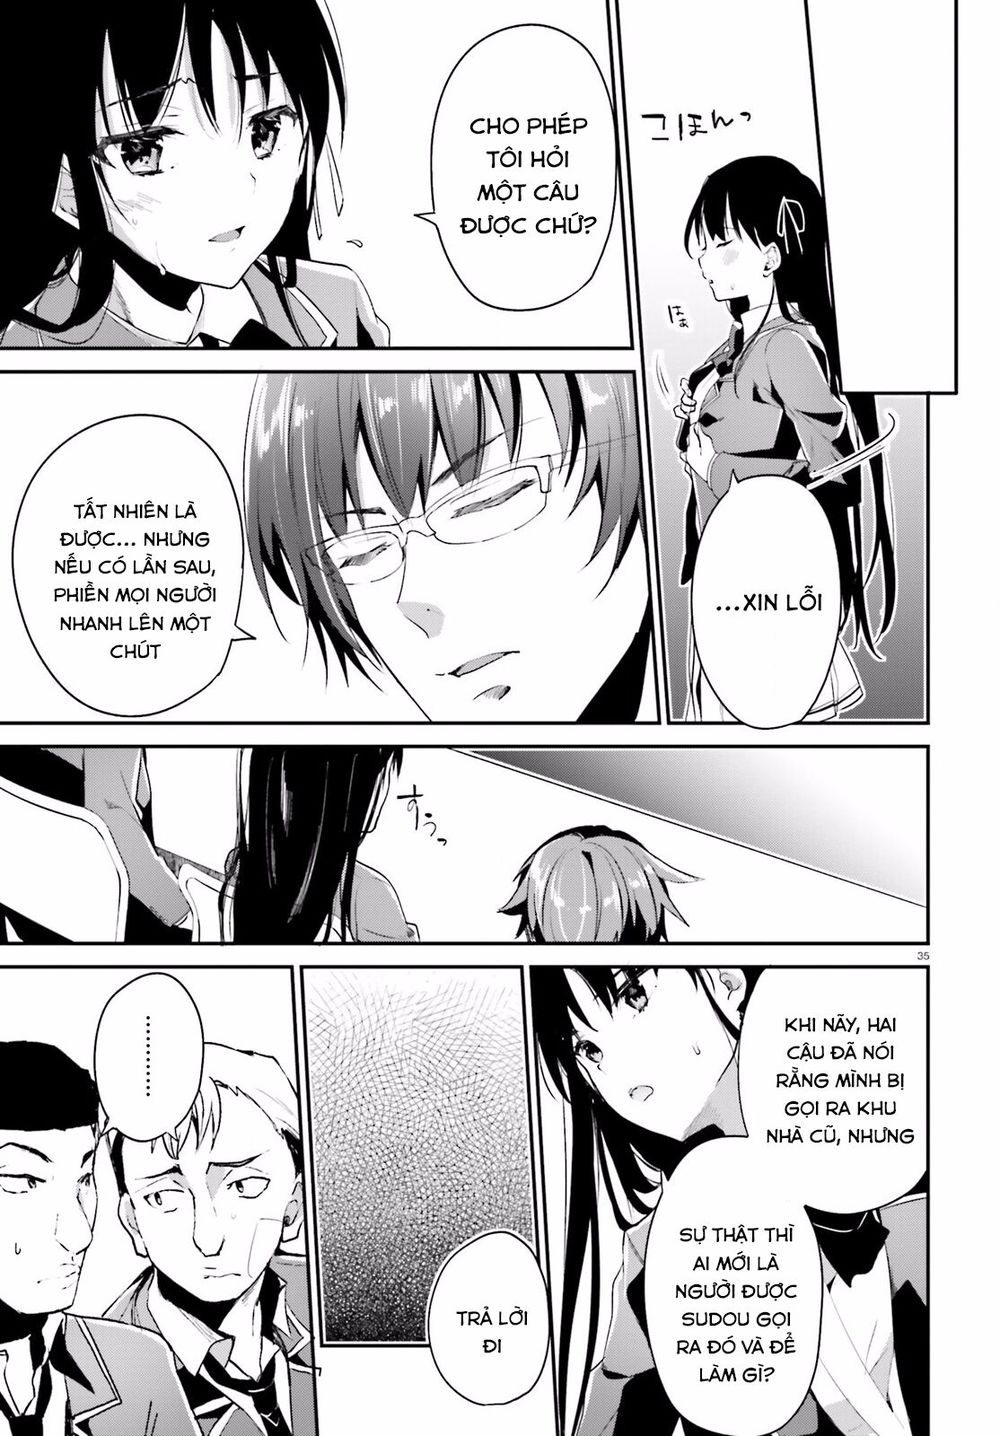 こほんっ
はぁ
...XIN LỖI
CHO PHÉP
TÔI HỎI
MỘT CÂU
ĐƯỢC CHỨ?
TẤT NHIÊN LÀ
ĐƯỢC... NHƯNG
NẾU CÓ LẦN SAU,
PHIỀN MỌI NGƯỜI
NHANH LÊN MỘT
CHÚT
すうっ
35
KHI NÃY, HAI
CẬU ĐÃ NÓI
RẰNG MÌNH BỊ
GỌI RA KHU
NHÀ CŨ, NHƯNG
SỰ THẬT THÌ
AI MỚI LÀ
NGƯỜI ĐƯỢC
SUDOU GỌI
RA ĐÓ VÀ ĐỂ
LÀM GÌ?
TRẢ LỜI
ĐI
.........